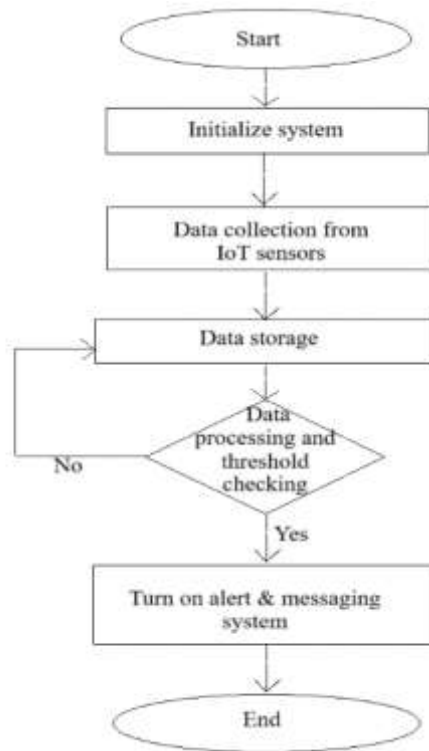 Start
Initialize system
Data collection from
IoT sensors
Data storage
Data
processing and
threshold
checking
No
Yes
Turn on alert & messaging
system
End